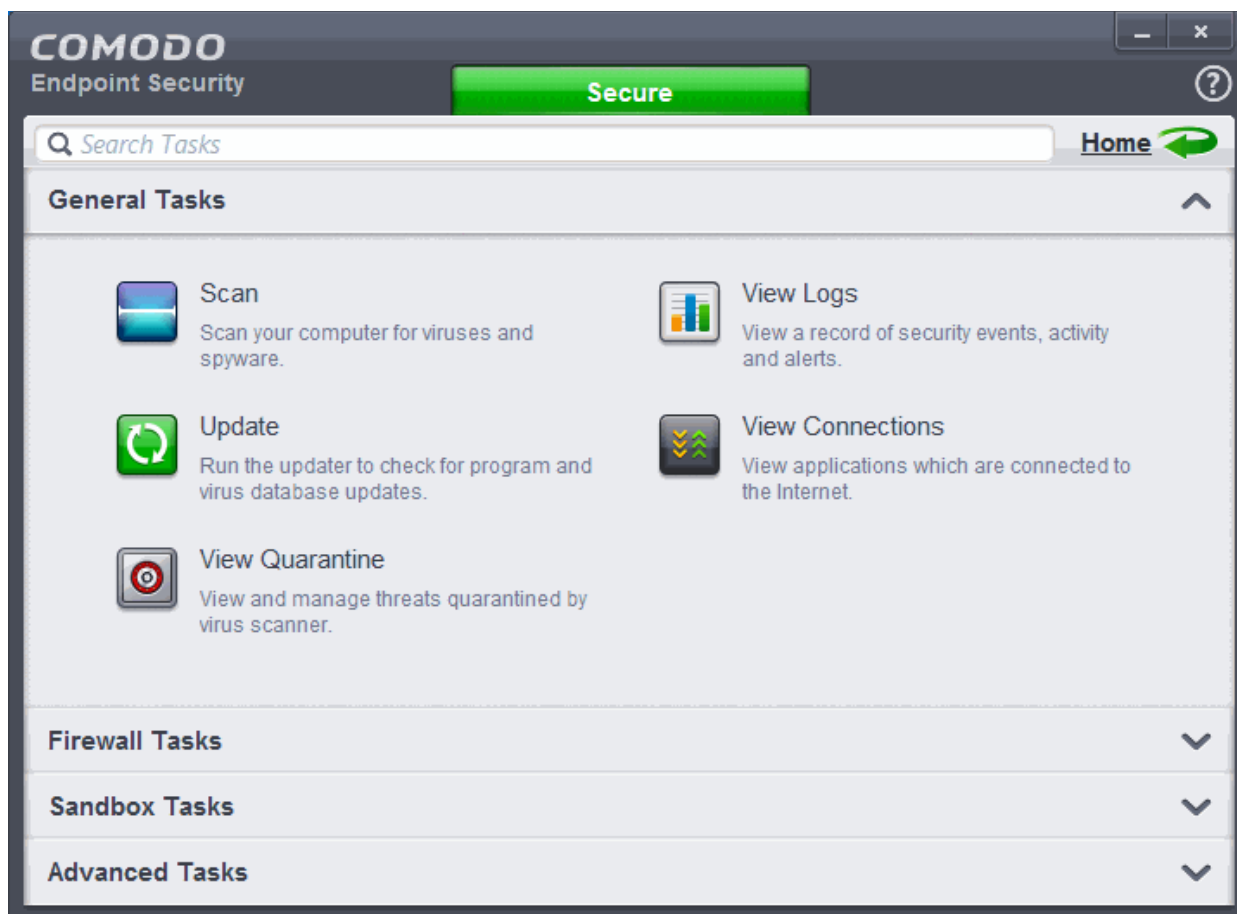 COMODO
Endpoint Security
Secure
Search Tasks
Home
General Tasks
Scan
Scan your computer for viruses and
spyware.
View Logs
View a record of security events, activity
and alerts.
Update
Run the updater to check for program and
virus database updates.
View Connections
View applications which are connected to
the Internet.
View Quarantine
View and manage threats quarantined by
virus scanner.
Firewall Tasks
Sandbox Tasks
Advanced Tasks